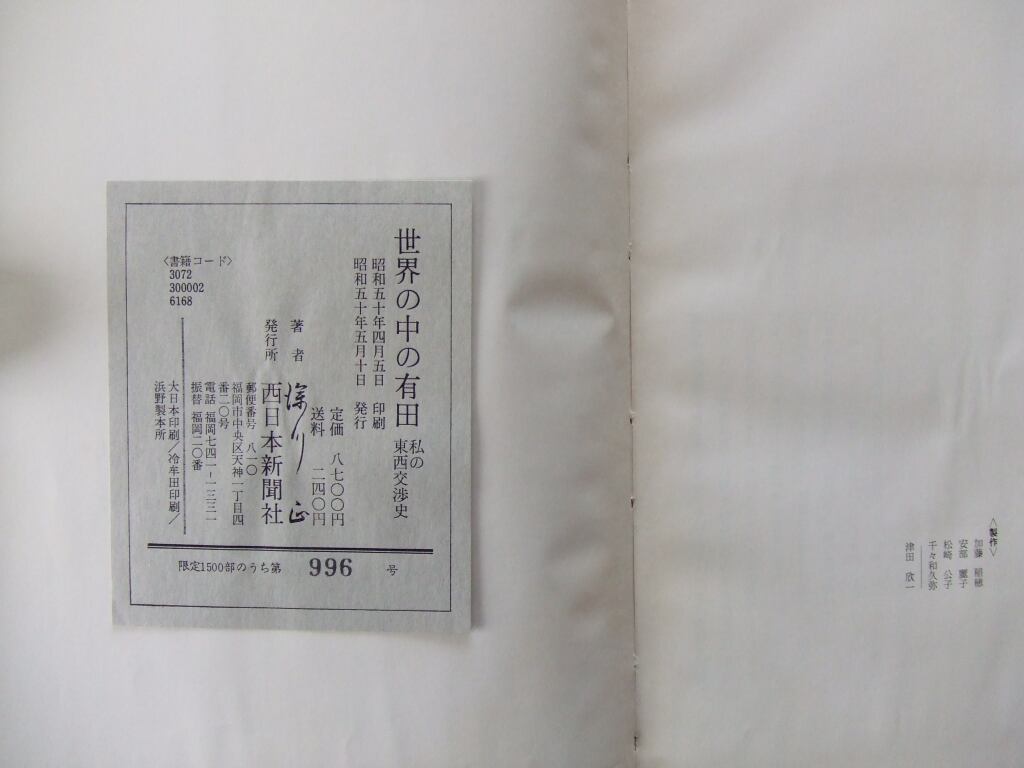 〈製作〉
加藤 稲穂
安部 麗子
松崎 公子
千々和久弥
津田 欣一
世界の中の有田 私の東西交渉史
昭和五十年四月五日 印刷
昭和五十年五月十日 発行
定価 八七〇〇円
送料 二四〇円
著者 深川 正
発行所 西日本新聞社
郵便番号 八一〇
福岡市中央区天神一丁目四
番二〇号
電話 福岡七四一-一三三一
振替 福岡二〇番
大日本印刷/冷牟田印刷/
浜野製本所
〈書籍コード〉
3072
300002
6168
限定1500部のうち第 996 号